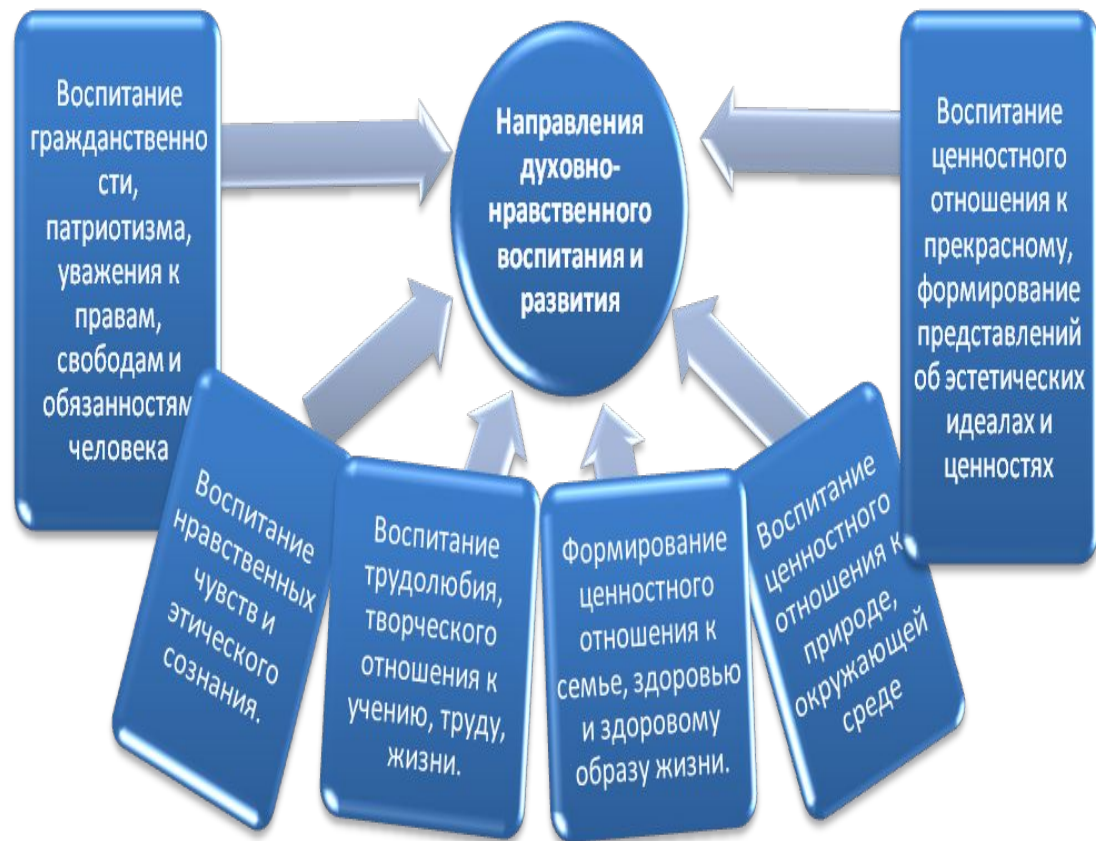 Воспитание
гражданственно
сти,
патриотизма,
уважения к
правам,
свободам и
обязанностям
человека
Направления
духовно-
нравственного
воспитания и
развития
Воспитание
ценностного
отношения к
прекрасному,
формирование
представлений
об эстетических
идеалах и
ценностях
Воспитание
нравственных
чувств и
этического
сознания.
Воспитание
трудолюбия,
творческого
отношения к
учению, труду,
жизни.
Формирование
ценностного
отношения к
семье, здоровью
и здоровому
образу жизни.
Воспитание
ценностного
отношения к
природе,
окружающей
среде